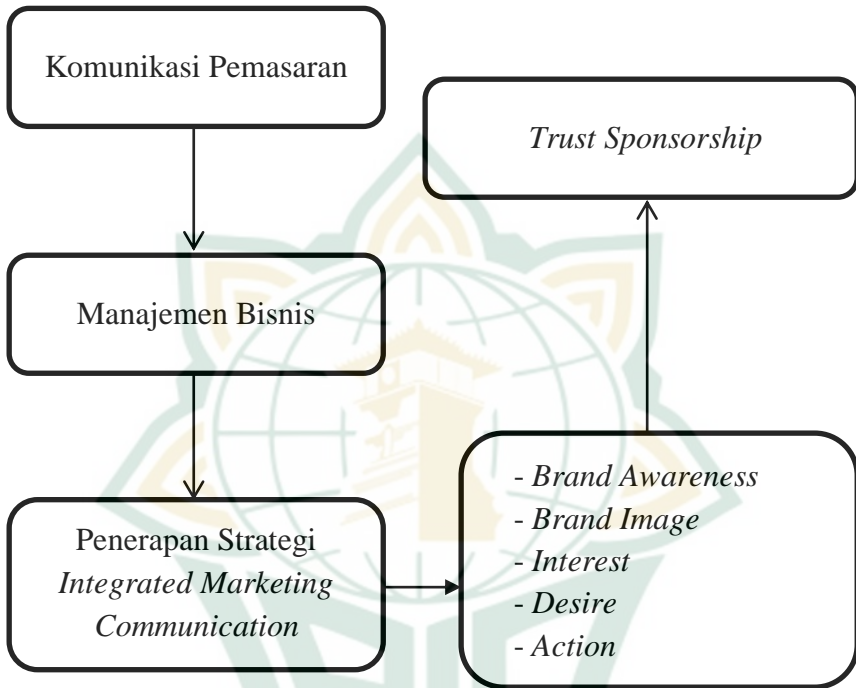 Komunikasi Pemasaran
Trust Sponsorship
Manajemen Bisnis
Penerapan Strategi
Integrated Marketing
Communication
- Brand Awareness
- Brand Image
- Interest
- Desire
- Action